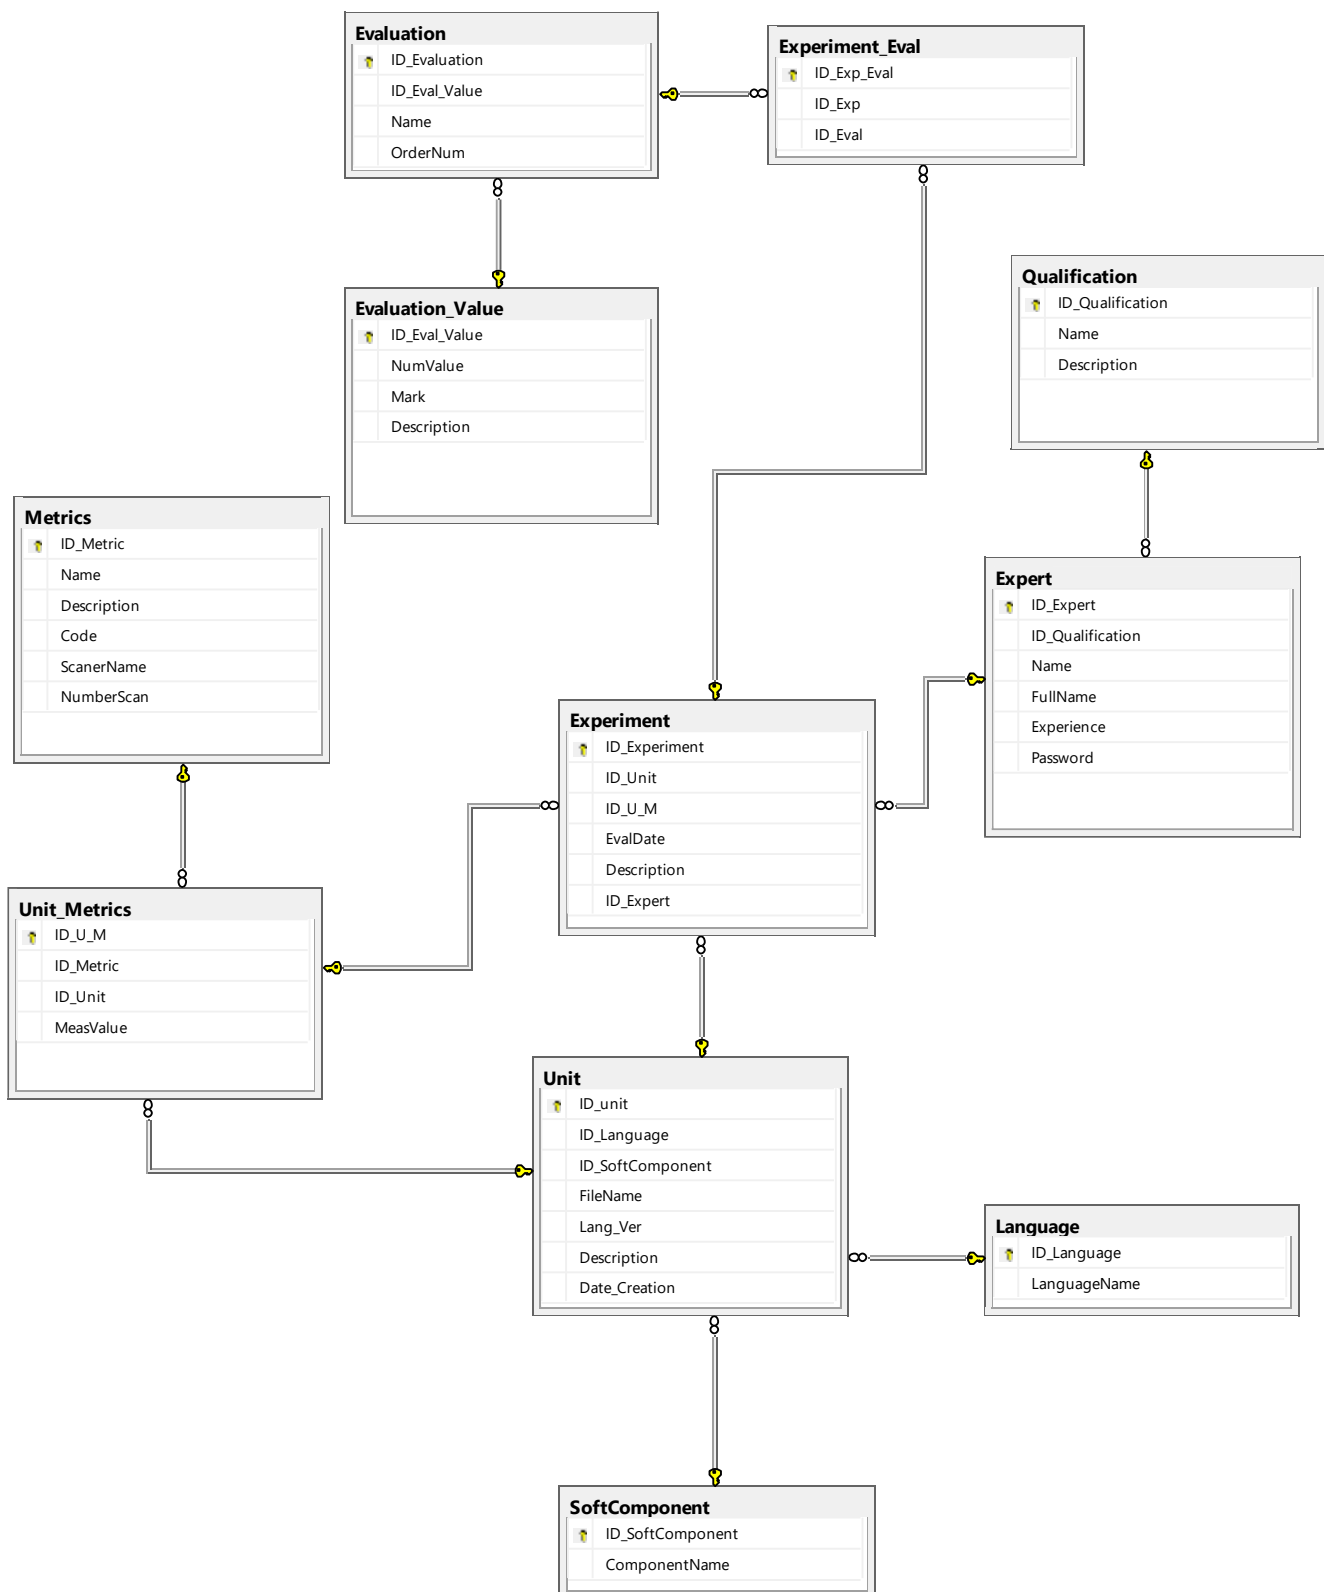 Evaluation
ID_Evaluation
ID_Eval_Value
Name
OrderNum
Experiment_Eval
ID_Exp_Eval
ID_Exp
ID_Eval
Evaluation_Value
ID_Eval_Value
NumValue
Mark
Description
Qualification
ID_Qualification
Name
Description
Metrics
ID_Metric
Name
Description
Code
ScanerName
NumberScan
Expert
ID_Expert
ID_Qualification
Name
FullName
Experience
Password
Experiment
ID_Experiment
ID_Unit
ID_U_M
EvalDate
Description
ID_Expert
Unit_Metrics
ID_U_M
ID_Metric
ID_Unit
MeasValue
Unit
ID_unit
ID_Language
ID_SoftComponent
FileName
Lang_Ver
Description
Date_Creation
Language
ID_Language
LanguageName
SoftComponent
ID_SoftComponent
ComponentName